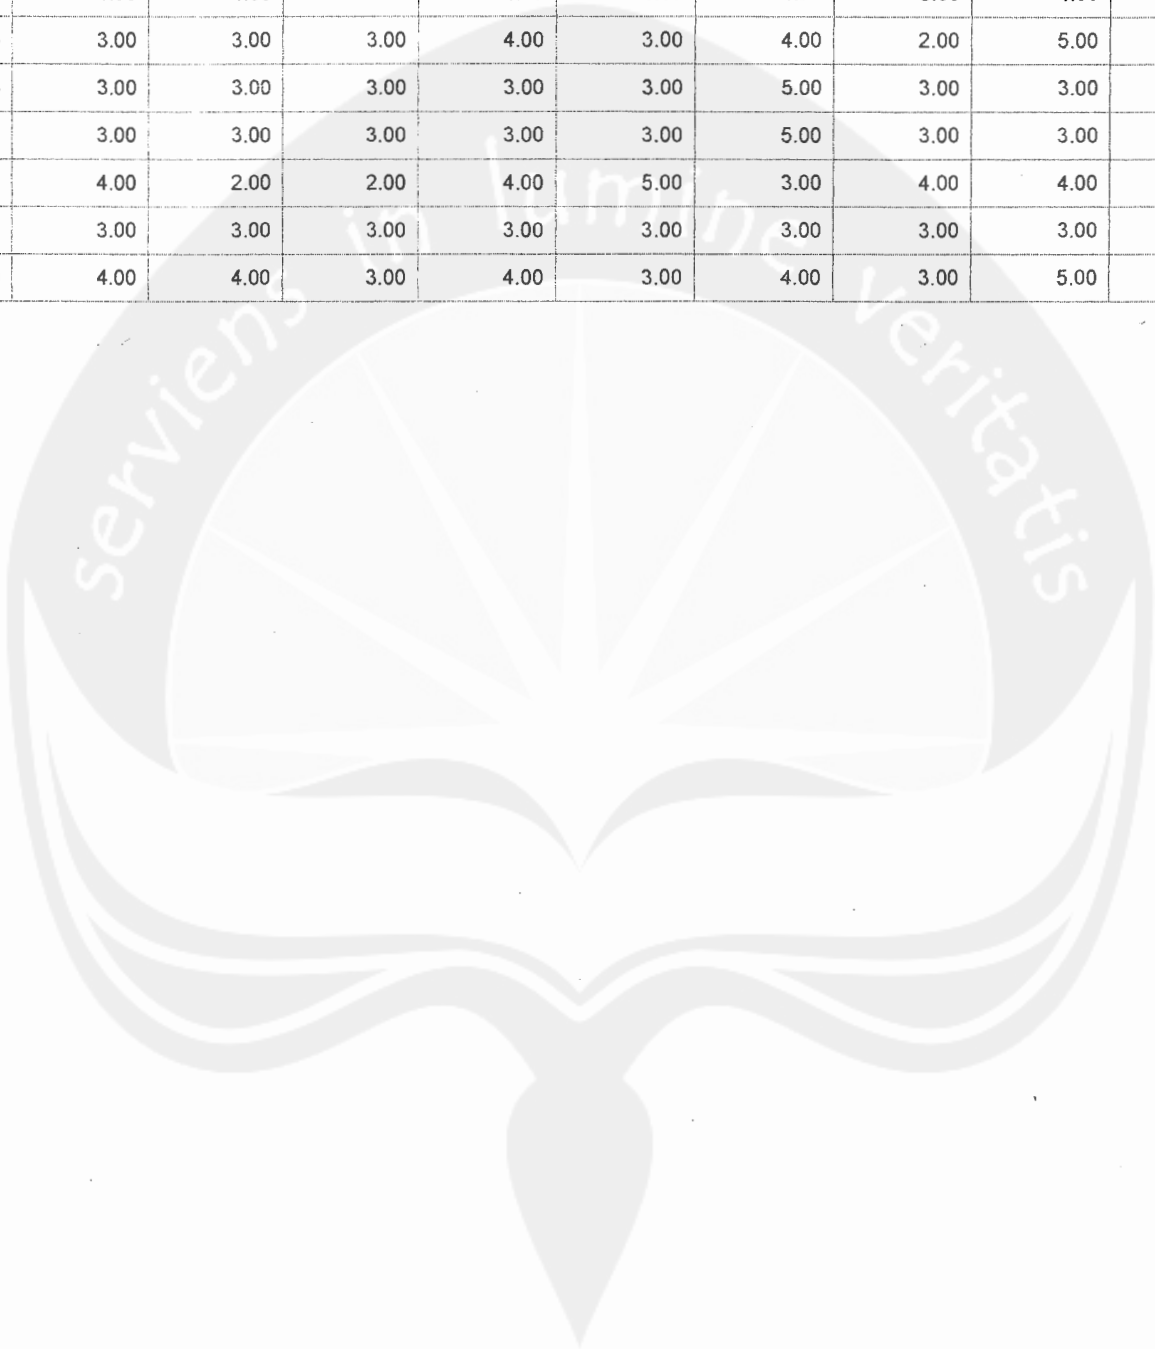 3.00 3.00 3.00 4.00 3.00 4.00 2.00 5.00
3.00 3.00 3.00 3.00 3.00 5.00 3.00 3.00
3.00 3.00 3.00 3.00 3.00 5.00 3.00 3.00
4.00 2.00 2.00 4.00 5.00 3.00 4.00 4.00
3.00 3.00 3.00 3.00 3.00 3.00 3.00 3.00
4.00 4.00 3.00 4.00 3.00 4.00 3.00 5.00
serviens in lumine veritatis